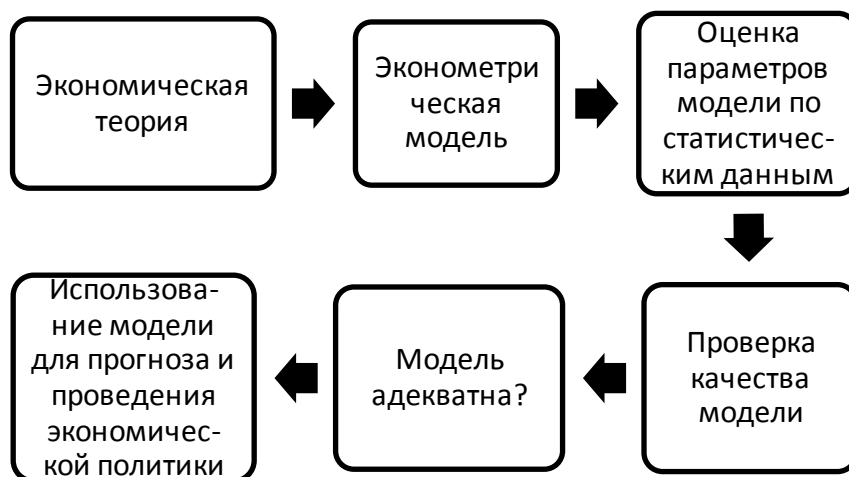 Экономическая
теория
Эконометри
ческая
модель
Оценка
параметров
модели по
статистичес-
ким данным
Использова-
ние модели
для прогноза и
проведения
экономичес-
кой политики
Модель
адекватна?
Проверка
качества
модели